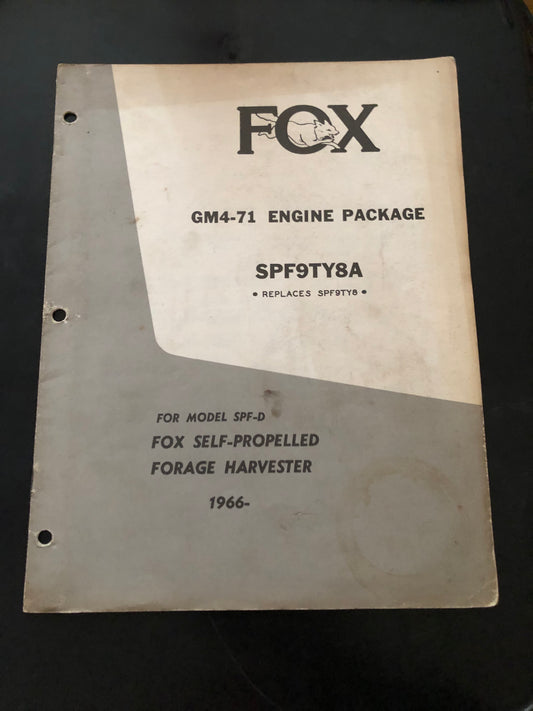 FOX
GM4-71 ENGINE PACKAGE
SPF9TY8A
• REPLACES SPF9TY8 •
FOR MODEL SPF-D
FOX SELF-PROPELLED
FORAGE HARVESTER
1966-